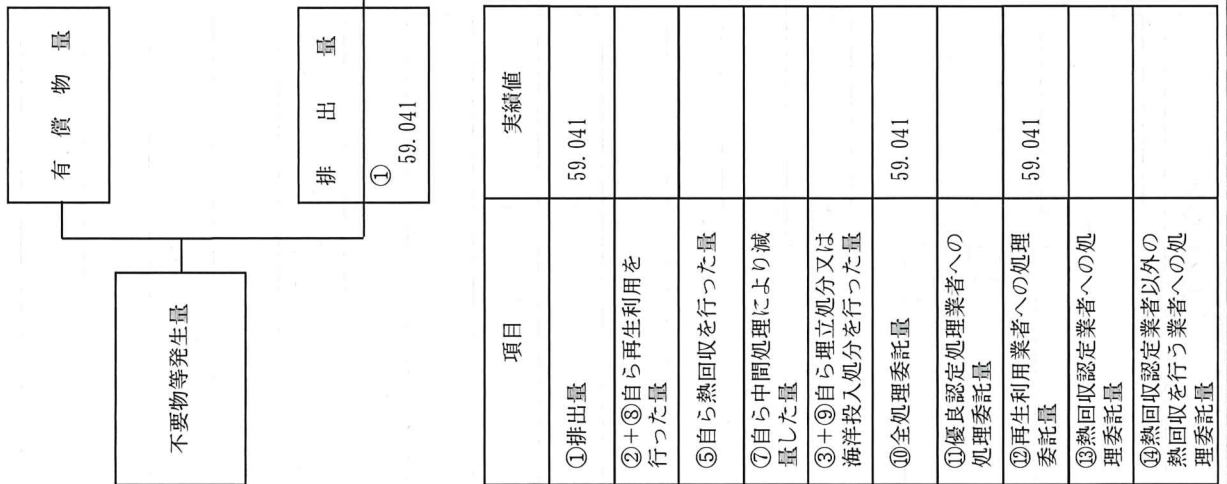 不要物等発生量
有償物量
排出量
①
59.041
項目
実績値
①排出量
59.041
②+⑧自ら再生利用を
行った量
⑤自ら熱回収を行った量
⑦自ら中間処理により減
量した量
③+⑨自ら埋立処分又は
海洋投入処分を行った量
⑩全処理委託量
59.041
⑪優良認定処理業者への
処理委託量
⑫再生利用業者への処理
委託量
59.041
⑬熱回収認定業者への処
理委託量
⑭熱回収認定業者以外の
熱回収を行う業者への処
理委託量